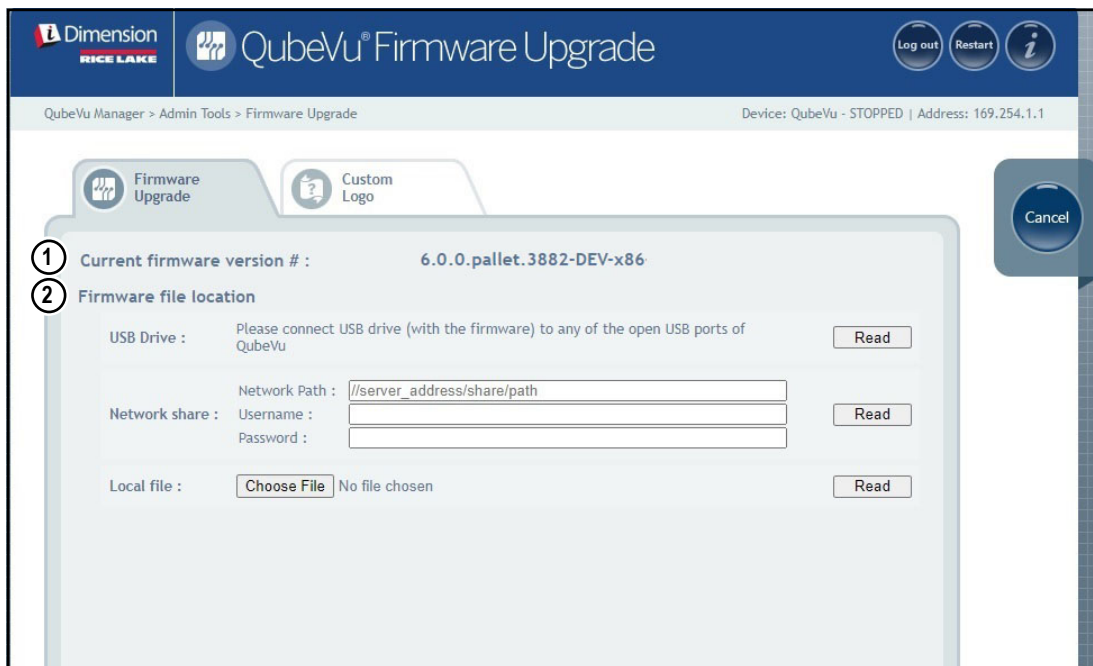 iDimension
RICE LAKE
QubeVu® Firmware Upgrade
Log out
Restart
i
QubeVu Manager > Admin Tools > Firmware Upgrade
Device: QubeVu - STOPPED | Address: 169.254.1.1
Firmware
Upgrade
Custom
Logo
Cancel
1
Current firmware version # : 6.0.0.pallet.3882-DEV-x86
2
Firmware file location
USB Drive : Please connect USB drive (with the firmware) to any of the open USB ports of
QubeVu
Read
Network Path : //server_address/share/path
Network share : Username :
Read
Password :
Local file : Choose File No file chosen
Read